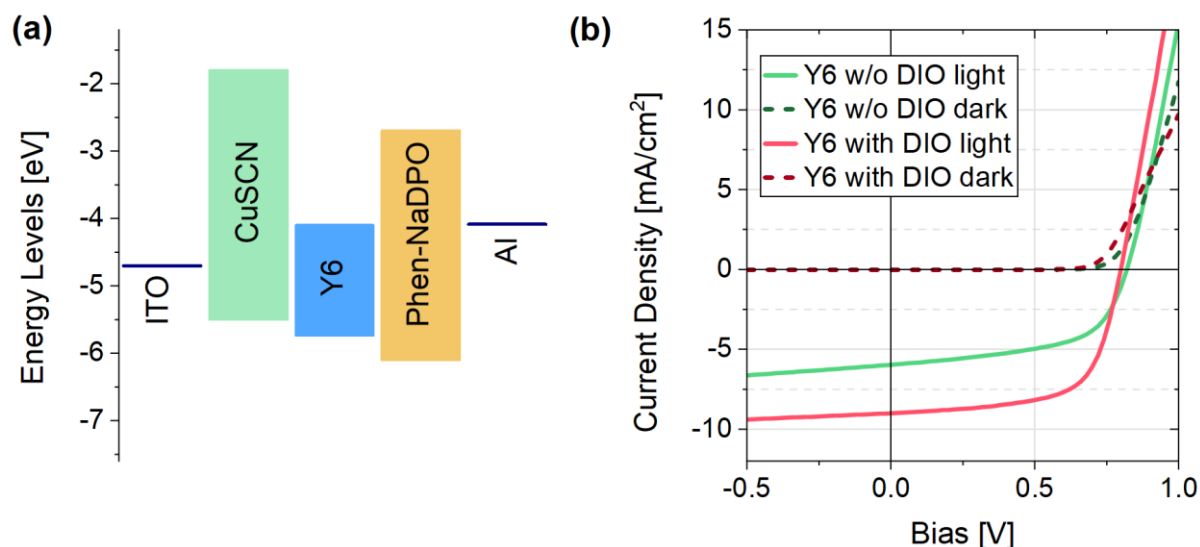 (a)
Energy Levels [eV]
-2
-3
-4
-5
-6
-7
ITO
CuSCN
Y6
Phen-NaDPO
Al
(b)
Current Density [mA/cm²]
15
10
5
0
-5
-10
Y6 w/o DIO light
Y6 w/o DIO dark
Y6 with DIO light
Y6 with DIO dark
-0.5
0.0
0.5
1.0
Bias [V]